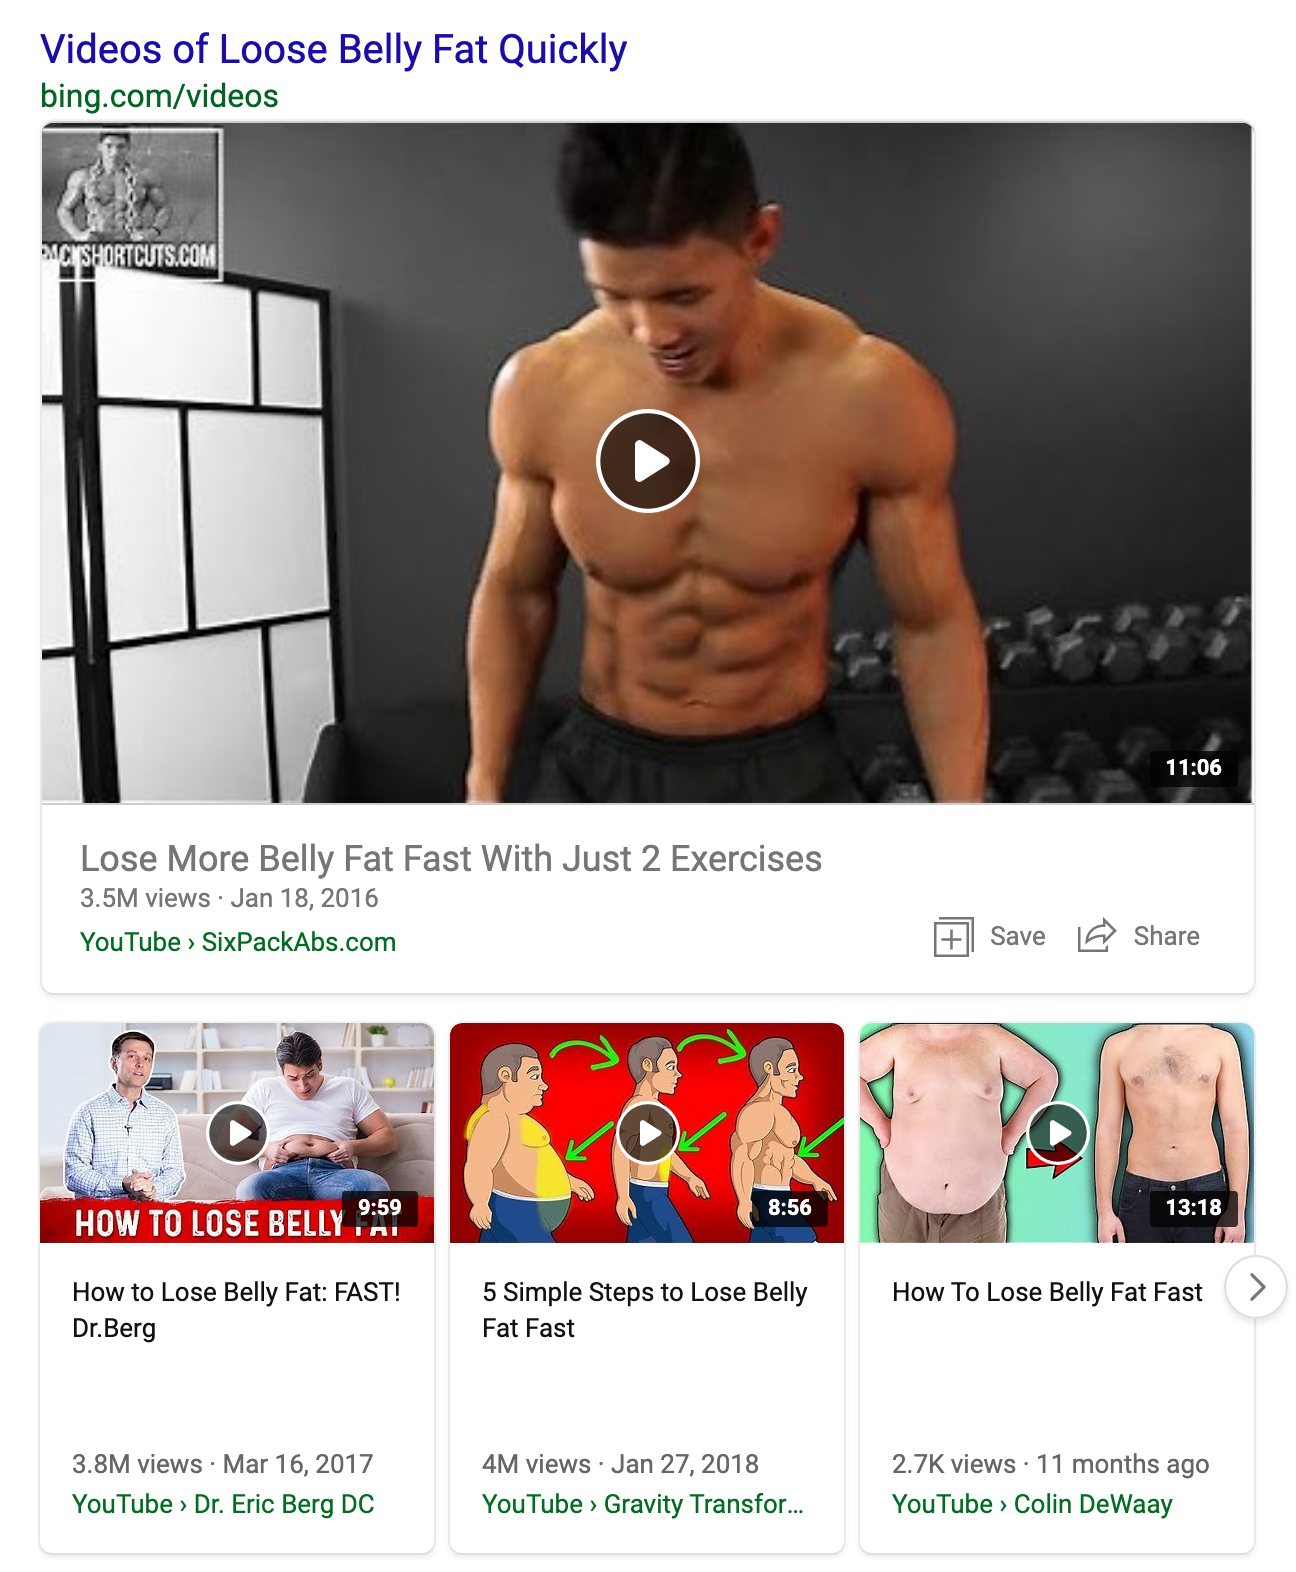 Videos of Loose Belly Fat Quickly
bing.com/videos
PACKSHORTCUTS.COM
11:06
Lose More Belly Fat Fast With Just 2 Exercises
3.5M views · Jan 18, 2016
YouTube › SixPackAbs.com
Save
Share
HOW TO LOSE BELLY FAT
9:59
8:56
13:18
How to Lose Belly Fat: FAST!
Dr.Berg
3.8M views · Mar 16, 2017
YouTube › Dr. Eric Berg DC
5 Simple Steps to Lose Belly
Fat Fast
4M views · Jan 27, 2018
YouTube › Gravity Transfor...
How To Lose Belly Fat Fast
2.7K views · 11 months ago
YouTube › Colin DeWaay